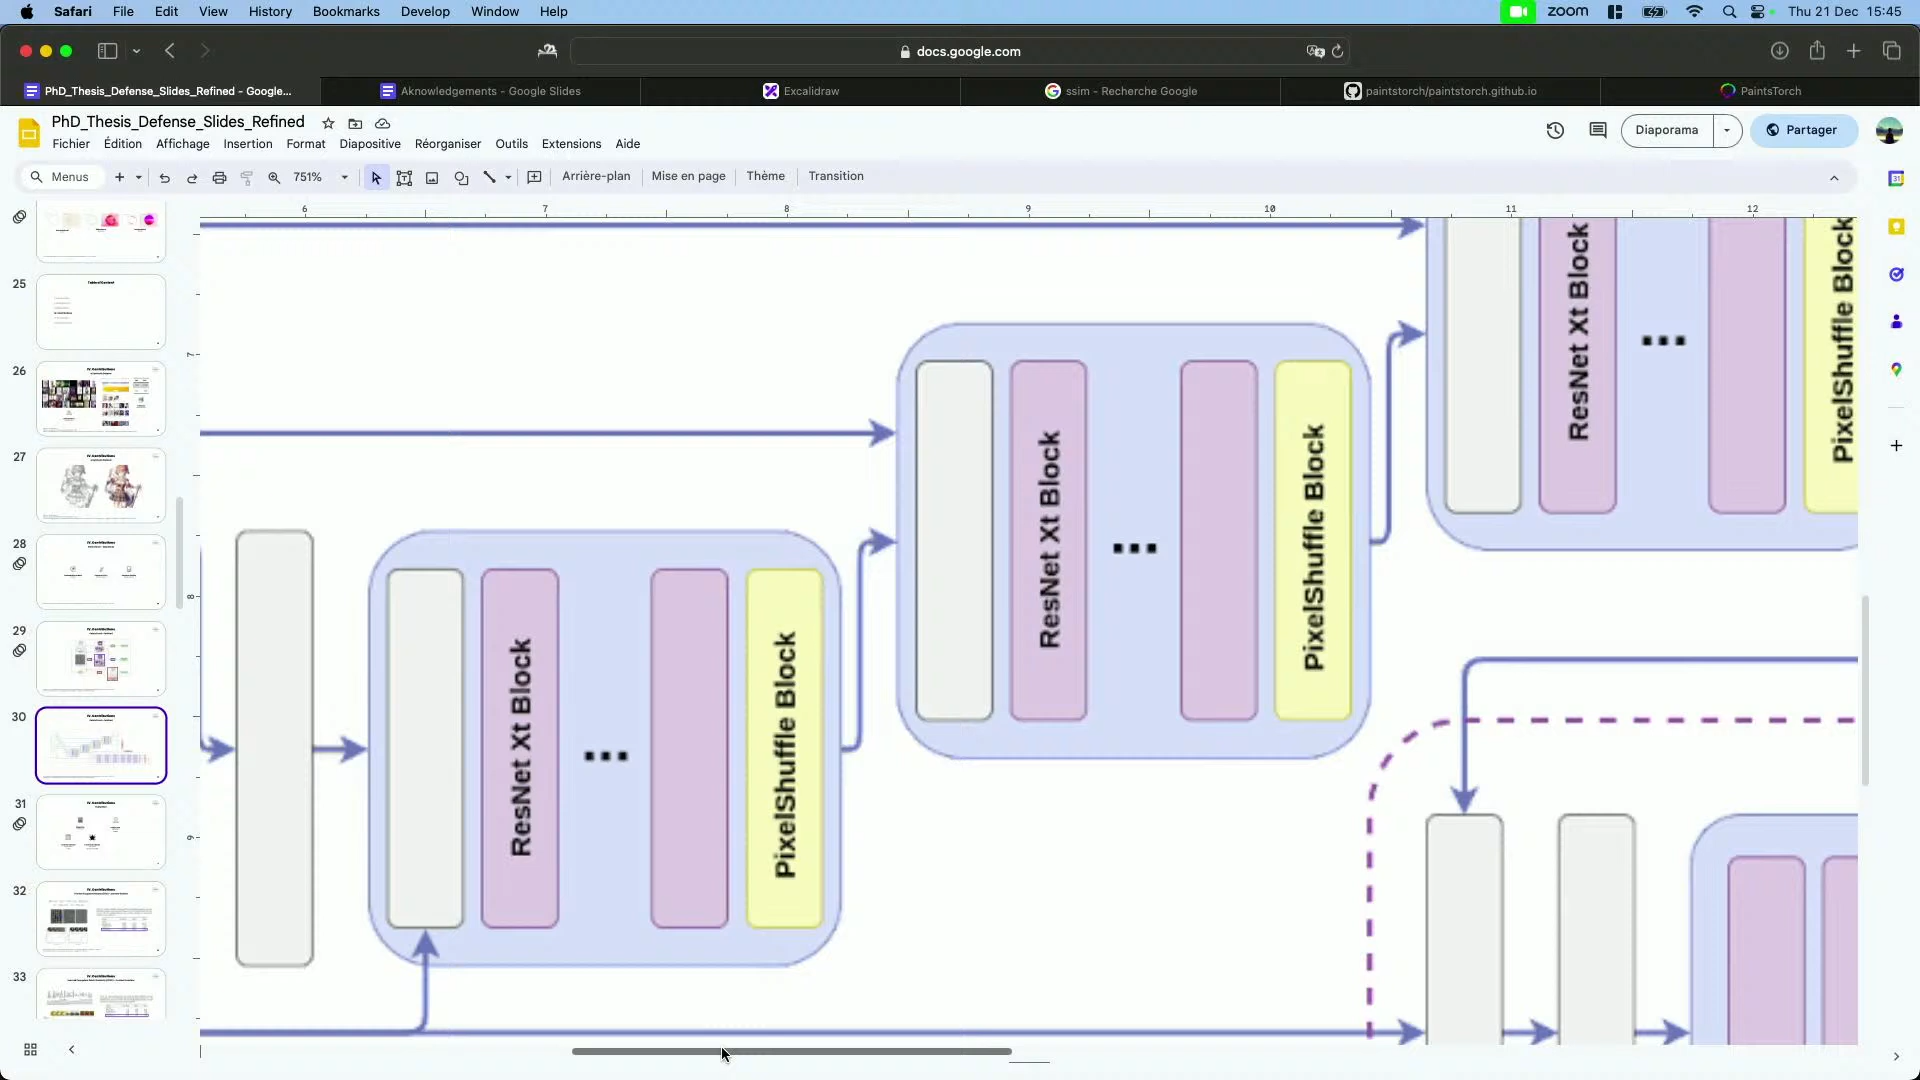 Safari File Edit View History Bookmarks Develop Window Help zoom Thu 21 Dec 15:45
docs.google.com
PhD_Thesis_Defense_Slides_Refined - Google... Aknowledgements - Google Slides Excalidraw ssim - Recherche Google paintstorch/paintstorch.github.io PaintsTorch
PhD_Thesis_Defense_Slides_Refined
Diaporama Partager
Fichier Édition Affichage Insertion Format Diapositive Réorganiser Outils Extensions Aide
Menus 751% Arrière-plan Mise en page Thème Transition
6 7 8 9 10 11 12
7
8
9
25
26
27
28
29
30
31
32
33
ResNet Xt Block
...
PixelShuffle Block
ResNet Xt Block
...
PixelShuffle Block
ResNet Xt Block
...
PixelShuffle Block